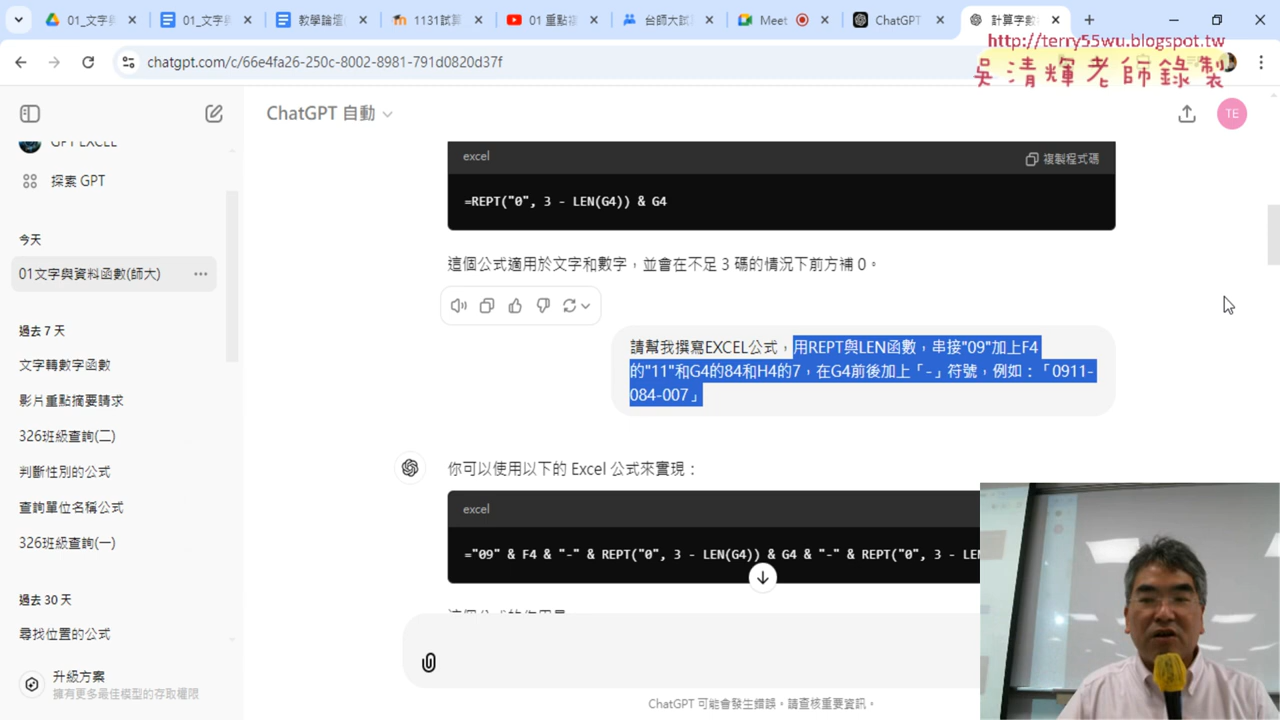 01_文字與
01_文字與
教學論壇(
1131試算
01 重點複
台師大試
Meet
ChatGPT
計算字數
http://terry55wu.blogspot.tw
chatgpt.com/c/66e4fa26-250c-8002-8981-791d0820d37f
吳清輝老師錄製
ChatGPT 自動
TE
GPT EXCEL
探索 GPT
今天
01文字與資料函數(師大)
過去 7 天
文字轉數字函數
影片重點摘要請求
326班級查詢(二)
判斷性別的公式
查詢單位名稱公式
326班級查詢(一)
過去 30 天
尋找位置的公式
升級方案
擁有更多最佳模型的存取權限
excel
複製程式碼
=REPT("0", 3 - LEN(G4)) & G4
這個公式適用於文字和數字，並會在不足 3 碼的情況下前方補 0。
請幫我撰寫EXCEL公式，用REPT與LEN函數，串接"09"加上F4
的"11"和G4的84和H4的7，在G4前後加上「-」符號，例如：「0911-
084-007」
你可以使用以下的 Excel 公式來實現：
excel
="09" & F4 & "-" & REPT("0", 3 - LEN(G4)) & G4 & "-" & REPT("0", 3 - LEN
ChatGPT 可能會發生錯誤。請查核重要資訊。